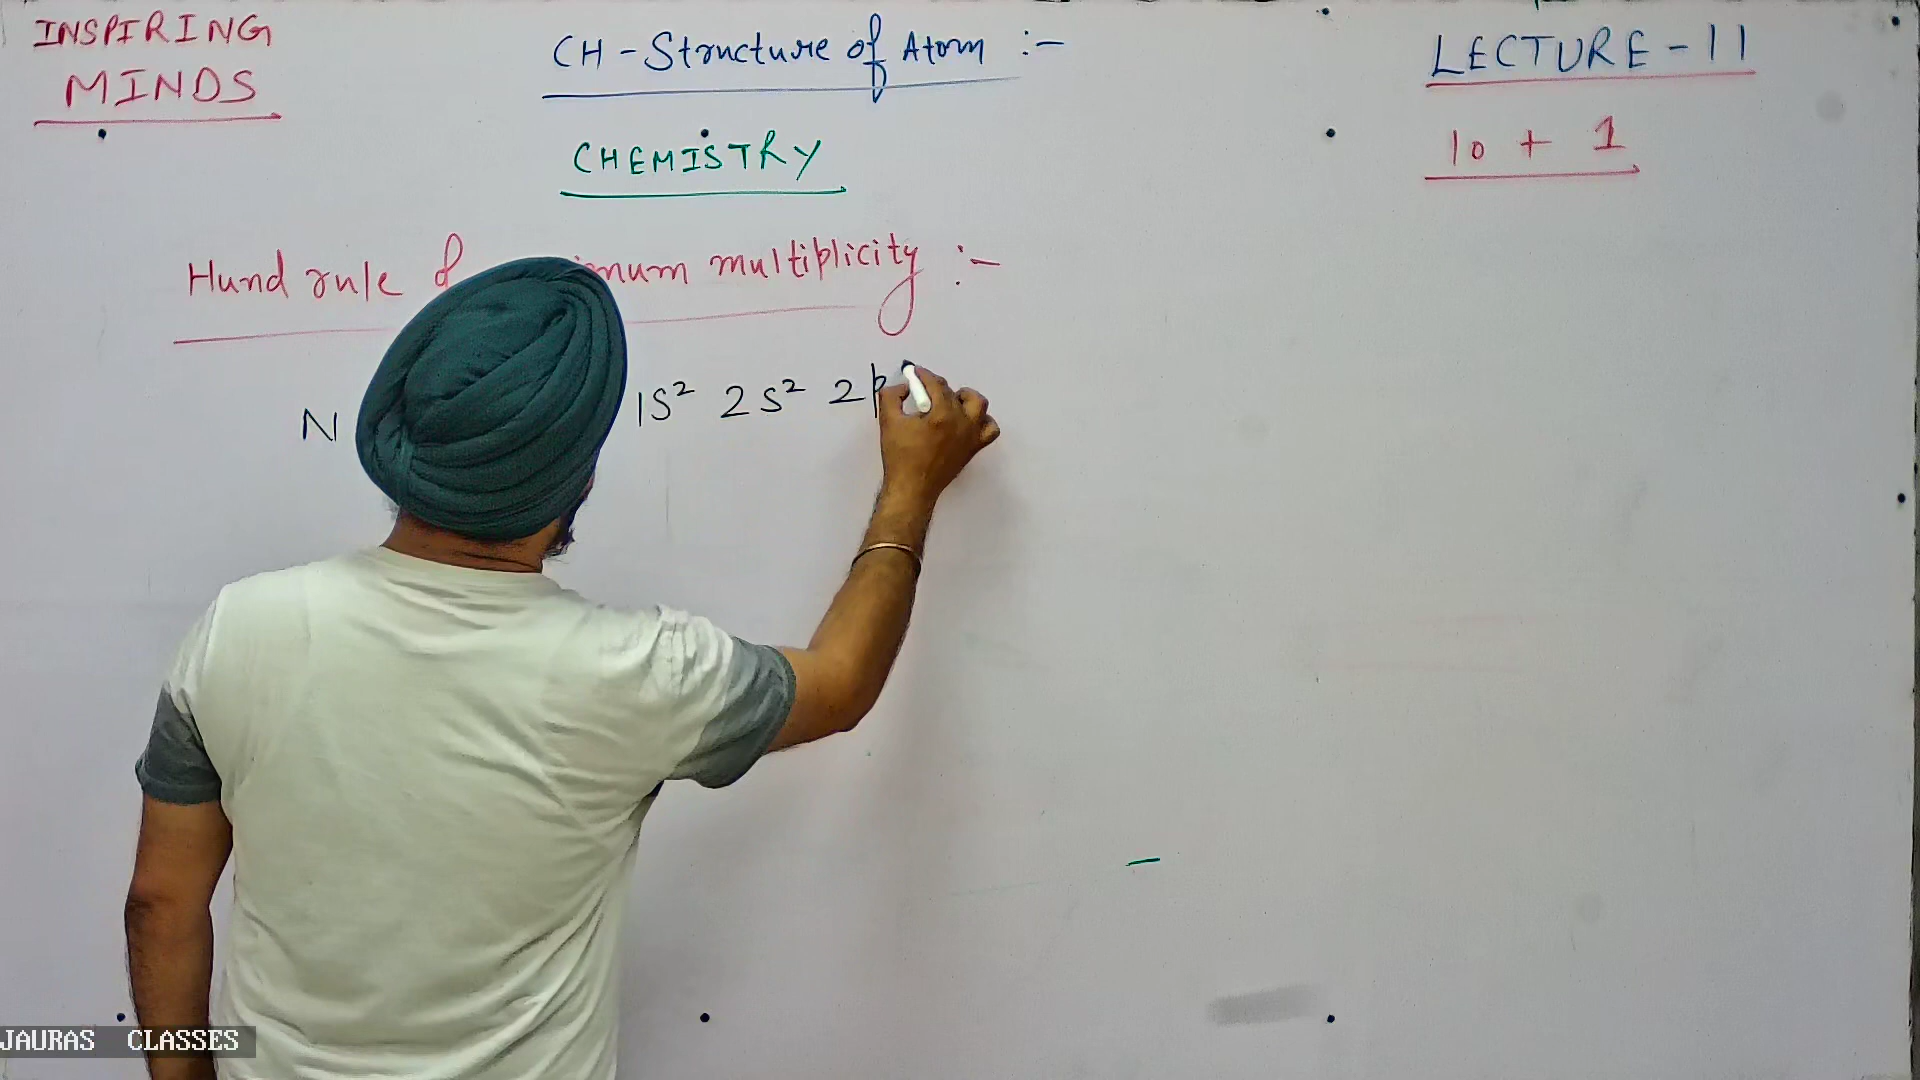 INSPIRING
MINDS
CH - Structure of Atom :-
LECTURE - 11
CHEMISTRY
10 + 1
Hund rule of multiplicity :-
N 1S² 2S² 2p
JAURAS CLASSES